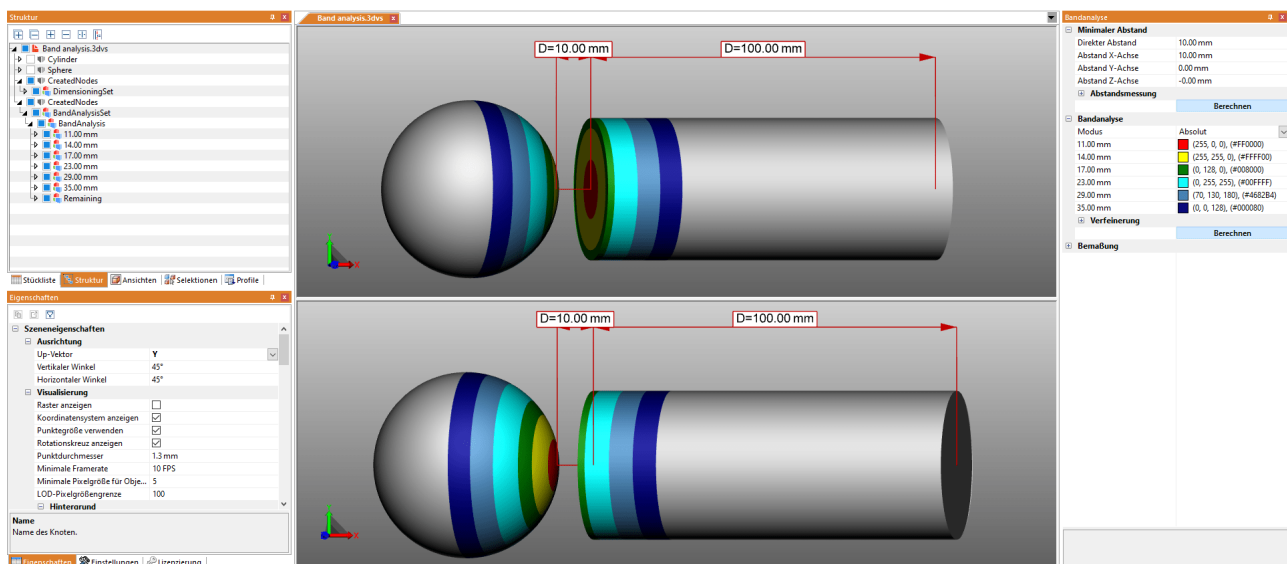 Struktur
Band analysis.3dvs
Cylinder
Sphere
CreatedNodes
DimensioningSet
CreatedNodes
BandAnalysisSet
BandAnalysis
11.00 mm
14.00 mm
17.00 mm
23.00 mm
29.00 mm
35.00 mm
Remaining
Stückliste Struktur Ansichten Selektionen Profile
Eigenschaften
Szeneneigenschaften
Ausrichtung
Up-Vektor Y
Vertikaler Winkel 45°
Horizontaler Winkel 45°
Visualisierung
Raster anzeigen
Koordinatensystem anzeigen
Punktegröße verwenden
Rotationskreuz anzeigen
Punktdurchmesser 1.3 mm
Minimale Framerate 10 FPS
Minimale Pixelgröße für Obje... 5
LOD-Pixelgrößengrenze 100
Hintergrund
Name
Name des Knoten.
Eigenschaften Einstellungen Lizenzierung
Band analysis.3dvs
D=10.00 mm D=100.00 mm
Y
X
D=10.00 mm D=100.00 mm
Y
X
Bandanalyse
Minimaler Abstand
Direkter Abstand 10.00 mm
Abstand X-Achse 10.00 mm
Abstand Y-Achse 0.00 mm
Abstand Z-Achse -0.00 mm
Abstandsmessung
Berechnen
Bandanalyse
Modus Absolut
11.00 mm (255, 0, 0), (#FF0000)
14.00 mm (255, 255, 0), (#FFFF00)
17.00 mm (0, 128, 0), (#008000)
23.00 mm (0, 255, 255), (#00FFFF)
29.00 mm (70, 130, 180), (#4682B4)
35.00 mm (0, 0, 128), (#000080)
Verfeinerung
Berechnen
Bemaßung